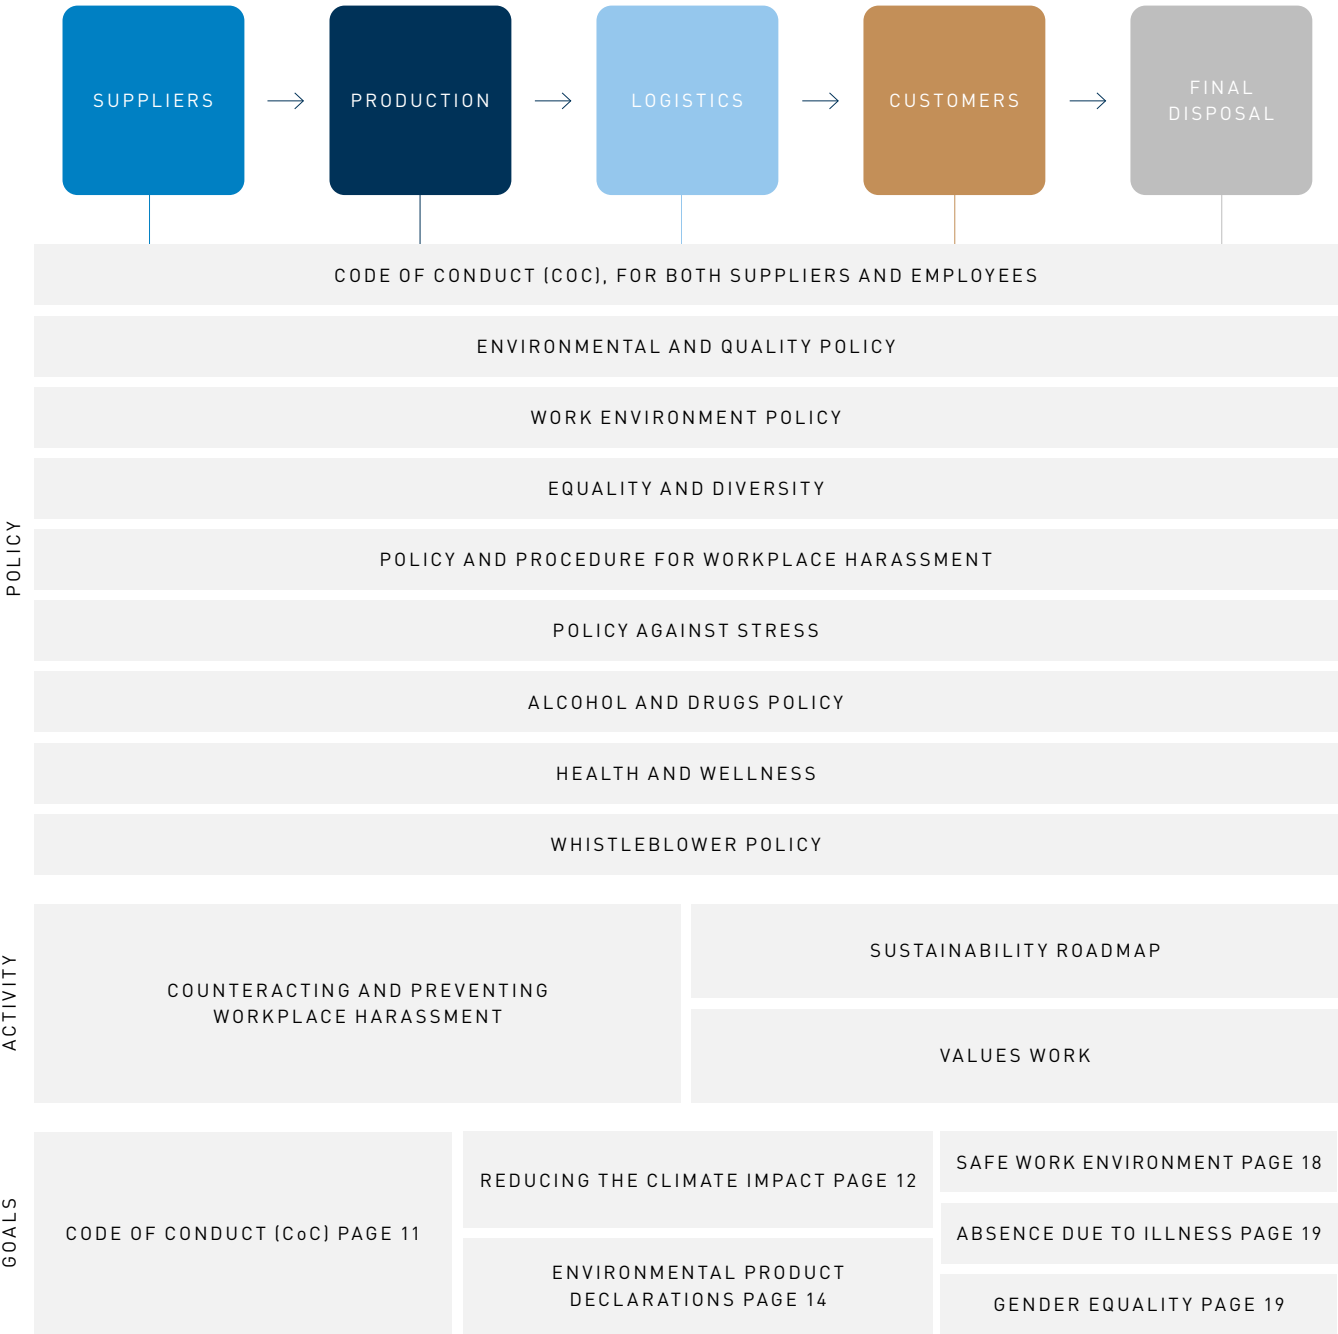 SUPPLIERS
PRODUCTION
LOGISTICS
CUSTOMERS
FINAL
DISPOSAL
POLICY
CODE OF CONDUCT (COC), FOR BOTH SUPPLIERS AND EMPLOYEES
ENVIRONMENTAL AND QUALITY POLICY
WORK ENVIRONMENT POLICY
EQUALITY AND DIVERSITY
POLICY AND PROCEDURE FOR WORKPLACE HARASSMENT
POLICY AGAINST STRESS
ALCOHOL AND DRUGS POLICY
HEALTH AND WELLNESS
WHISTLEBLOWER POLICY
ACTIVITY
COUNTERACTING AND PREVENTING
WORKPLACE HARASSMENT
SUSTAINABILITY ROADMAP
VALUES WORK
GOALS
CODE OF CONDUCT (CoC) PAGE 11
REDUCING THE CLIMATE IMPACT PAGE 12
ENVIRONMENTAL PRODUCT
DECLARATIONS PAGE 14
SAFE WORK ENVIRONMENT PAGE 18
ABSENCE DUE TO ILLNESS PAGE 19
GENDER EQUALITY PAGE 19